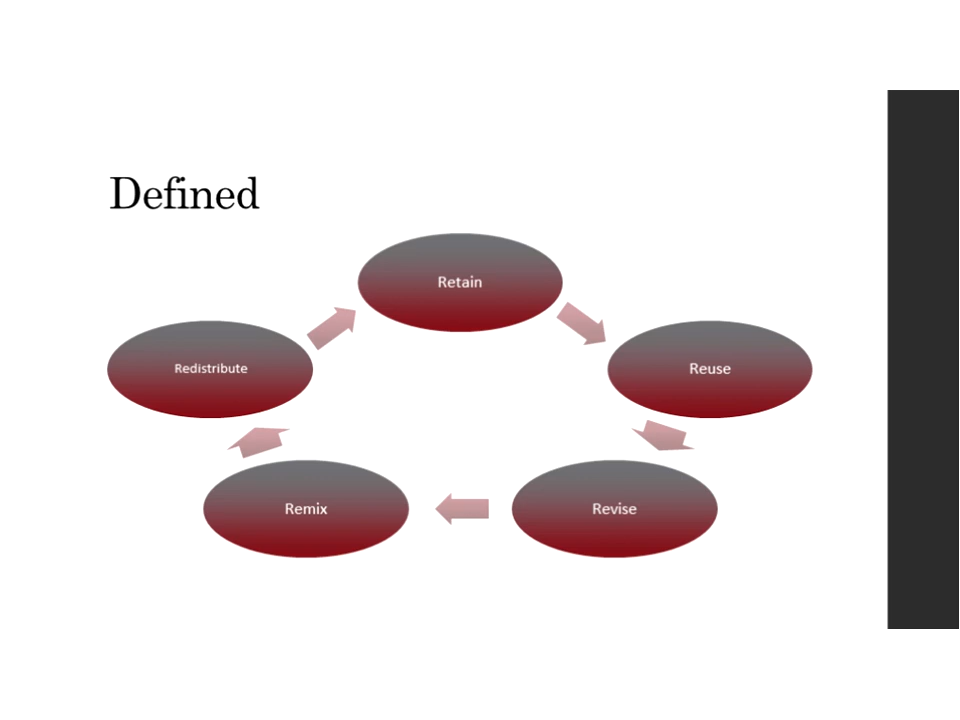 Defined
Retain
Reuse
Revise
Remix
Redistribute